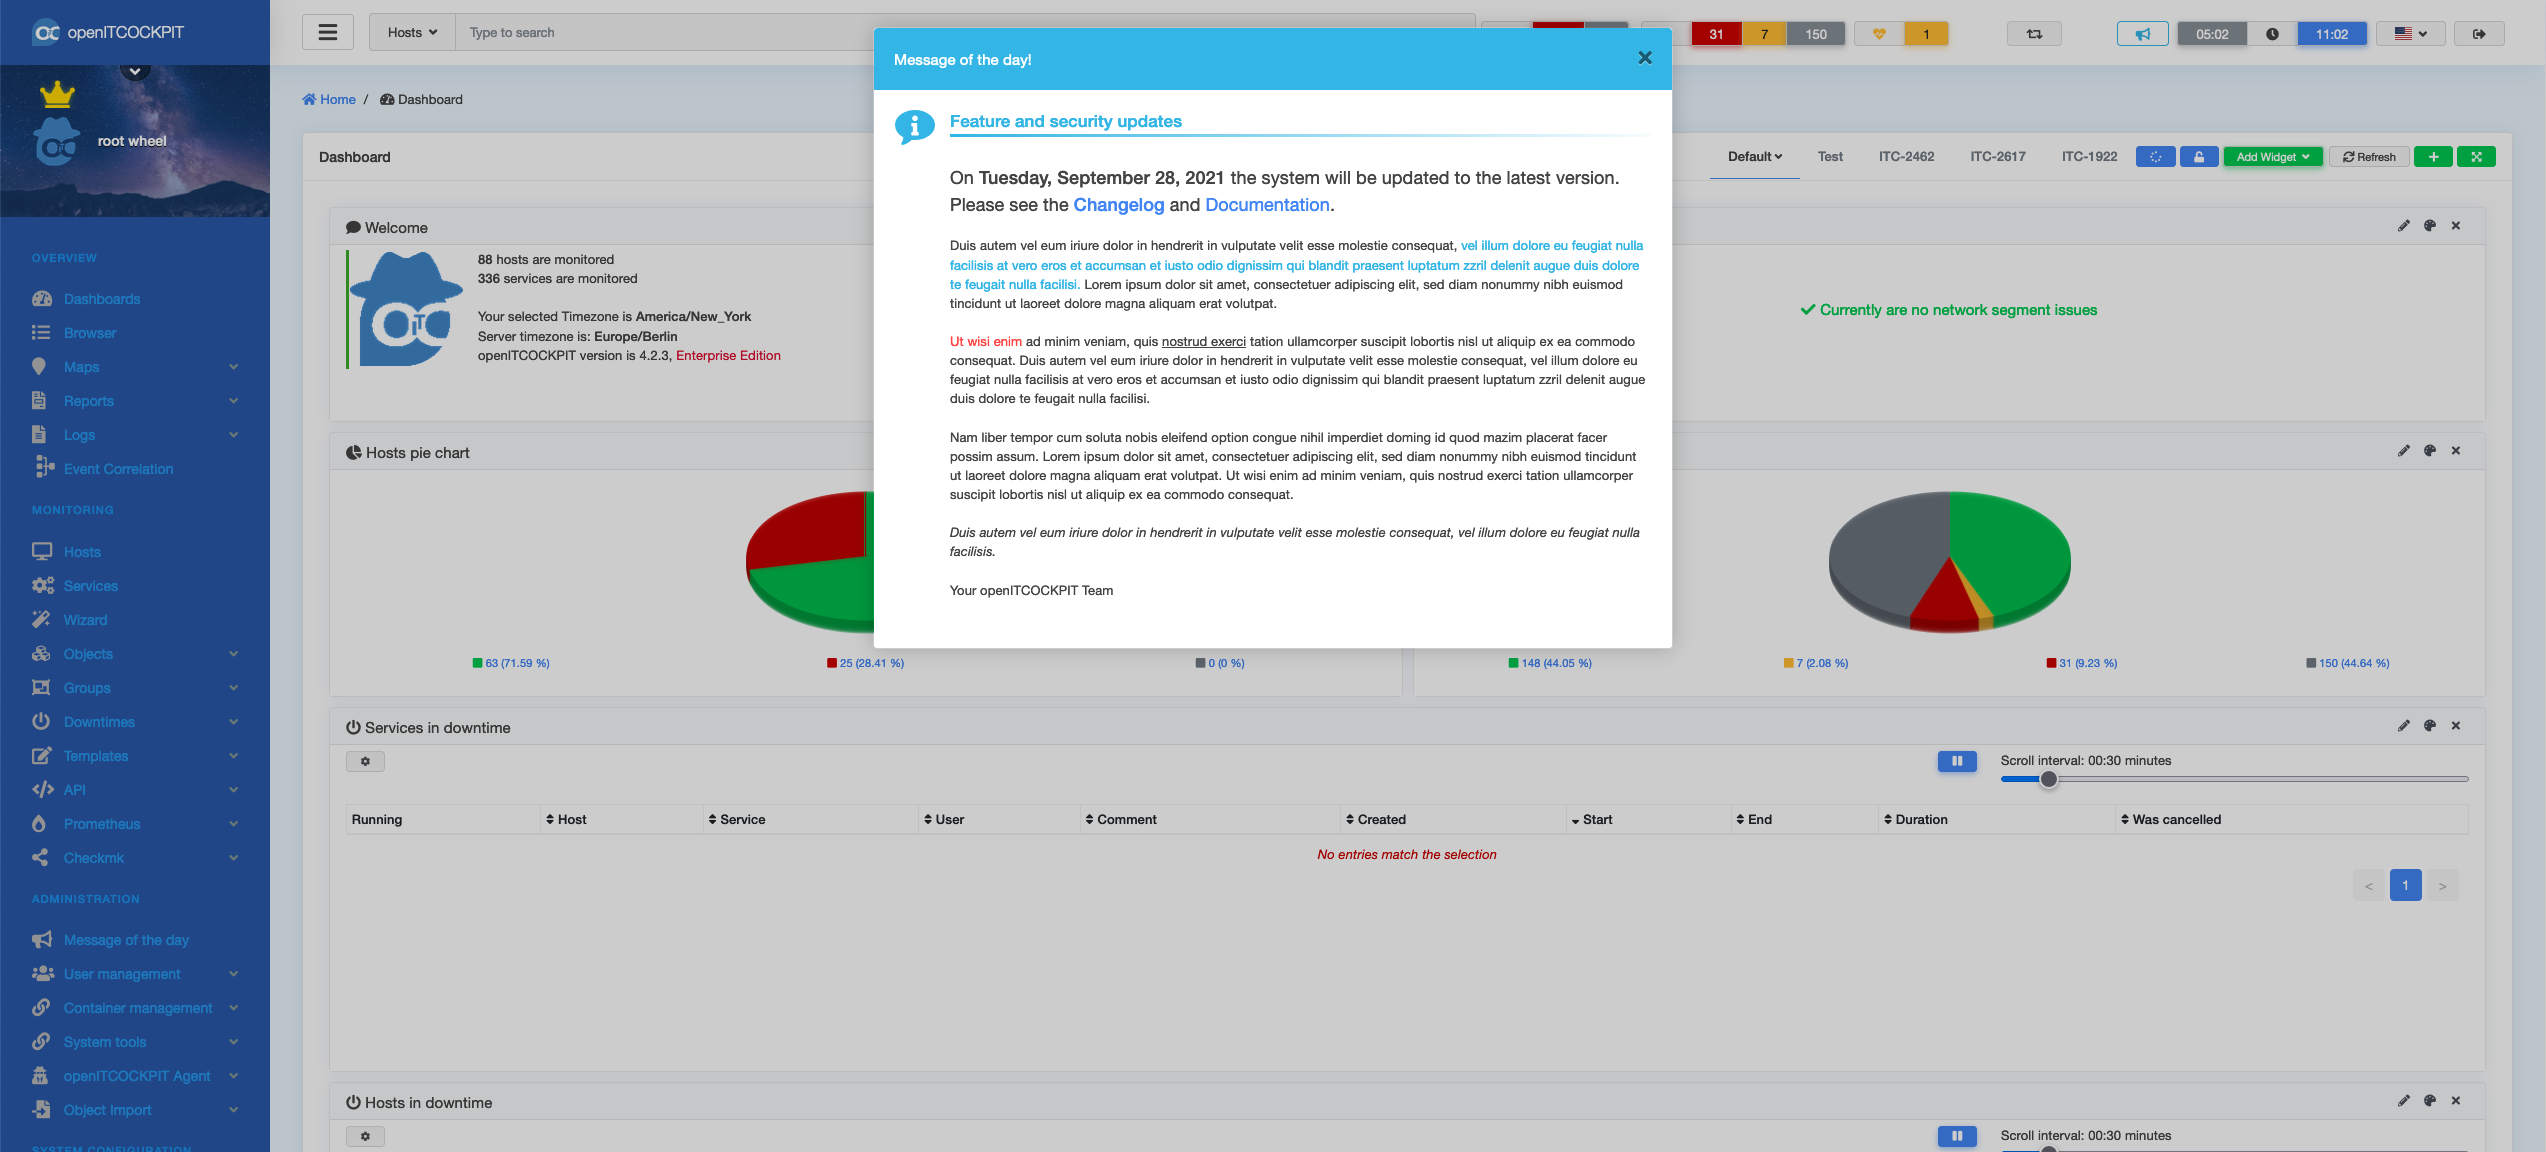 openITCOCKPIT
Hosts
Type to search
31
7
150
1
05:02
11:02
root wheel
Home / Dashboard
Message of the day!
Feature and security updates
On Tuesday, September 28, 2021 the system will be updated to the latest version.
Please see the Changelog and Documentation.
Duis autem vel eum iriure dolor in hendrerit in vulputate velit esse molestie consequat, vel illum dolore eu feugiat nulla
facilisis at vero eros et accumsan et iusto odio dignissim qui blandit praesent luptatum zzril delenit augue duis dolore
te feugait nulla facilisi. Lorem ipsum dolor sit amet, consectetuer adipiscing elit, sed diam nonummy nibh euismod
tincidunt ut laoreet dolore magna aliquam erat volutpat.
Ut wisi enim ad minim veniam, quis nostrud exerci tation ullamcorper suscipit lobortis nisl ut aliquip ex ea commodo
consequat. Duis autem vel eum iriure dolor in hendrerit in vulputate velit esse molestie consequat, vel illum dolore eu
feugiat nulla facilisis at vero eros et accumsan et iusto odio dignissim qui blandit praesent luptatum zzril delenit augue
duis dolore te feugait nulla facilisi.
Nam liber tempor cum soluta nobis eleifend option congue nihil imperdiet doming id quod mazim placerat facer
possim assum. Lorem ipsum dolor sit amet, consectetuer adipiscing elit, sed diam nonummy nibh euismod tincidunt
ut laoreet dolore magna aliquam erat volutpat. Ut wisi enim ad minim veniam, quis nostrud exerci tation ullamcorper
suscipit lobortis nisl ut aliquip ex ea commodo consequat.
Duis autem vel eum iriure dolor in hendrerit in vulputate velit esse molestie consequat, vel illum dolore eu feugiat nulla
facilisis.
Your openITCOCKPIT Team
Dashboard
Default
Test
ITC-2462
ITC-2617
ITC-1922
Add Widget
Refresh
OVERVIEW
Dashboards
Browser
Maps
Reports
Logs
Event Correlation
MONITORING
Hosts
Services
Wizard
Objects
Groups
Downtimes
Templates
API
Prometheus
Checkmk
ADMINISTRATION
Message of the day
User management
Container management
System tools
openITCOCKPIT Agent
Object Import
SYSTEM CONFIGURATION
Welcome
88 hosts are monitored
336 services are monitored
Your selected Timezone is America/New_York
Server timezone is: Europe/Berlin
openITCOCKPIT version is 4.2.3, Enterprise Edition
Currently are no network segment issues
Hosts pie chart
63 (71.59 %)
25 (28.41 %)
0 (0 %)
148 (44.05 %)
7 (2.08 %)
31 (9.23 %)
150 (44.64 %)
Services in downtime
Scroll interval: 00:30 minutes
Running
Host
Service
User
Comment
Created
Start
End
Duration
Was cancelled
No entries match the selection
< 1 >
Hosts in downtime
Scroll interval: 00:30 minutes